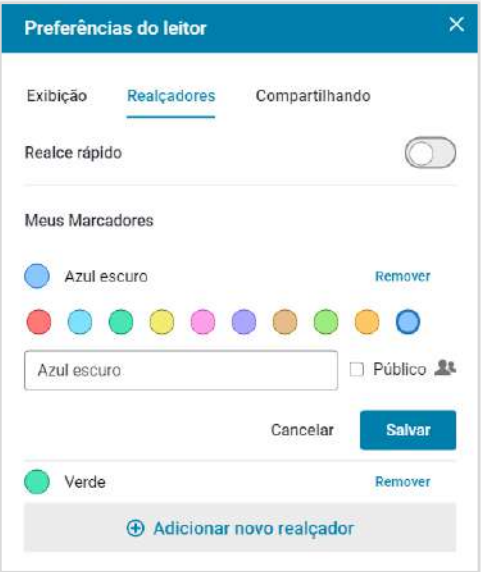 Preferências do leitor
Exibição Realçadores Compartilhando
Realce rápido
Meus Marcadores
Azul escuro Remover
Azul escuro Público
Cancelar Salvar
Verde Remover
Adicionar novo realçador